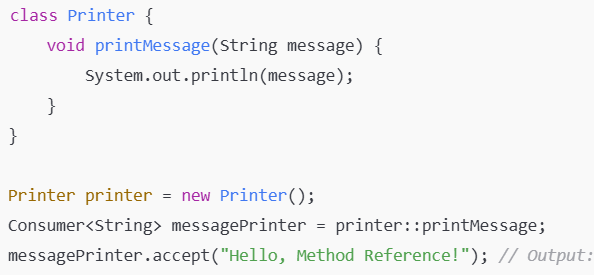 class Printer {
    void printMessage(String message) {
        System.out.println(message);
    }
}

Printer printer = new Printer();
Consumer<String> messagePrinter = printer::printMessage;
messagePrinter.accept("Hello, Method Reference!"); // Output: